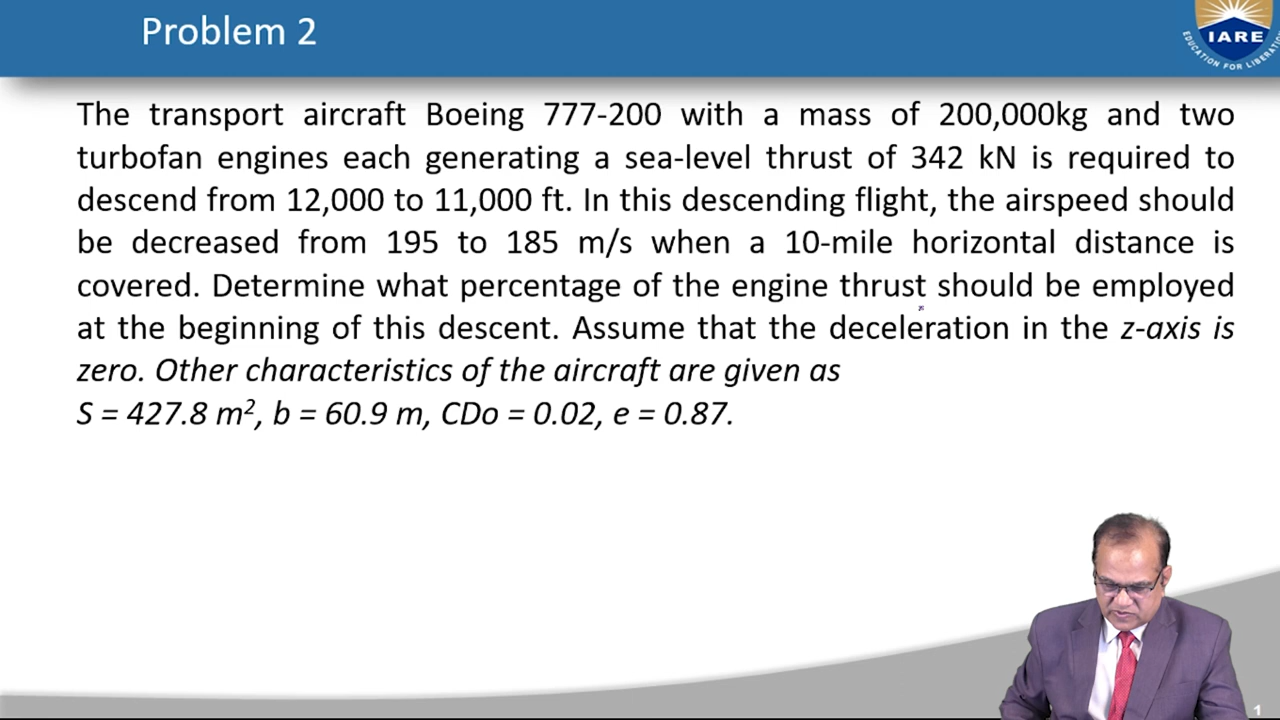 Problem 2
IARE
EDUCATION FOR LIBERATION
The transport aircraft Boeing 777-200 with a mass of 200,000kg and two
turbofan engines each generating a sea-level thrust of 342 kN is required to
descend from 12,000 to 11,000 ft. In this descending flight, the airspeed should
be decreased from 195 to 185 m/s when a 10-mile horizontal distance is
covered. Determine what percentage of the engine thrust should be employed
at the beginning of this descent. Assume that the deceleration in the z-axis is
zero. Other characteristics of the aircraft are given as
S = 427.8 m², b = 60.9 m, CDo = 0.02, e = 0.87.
1